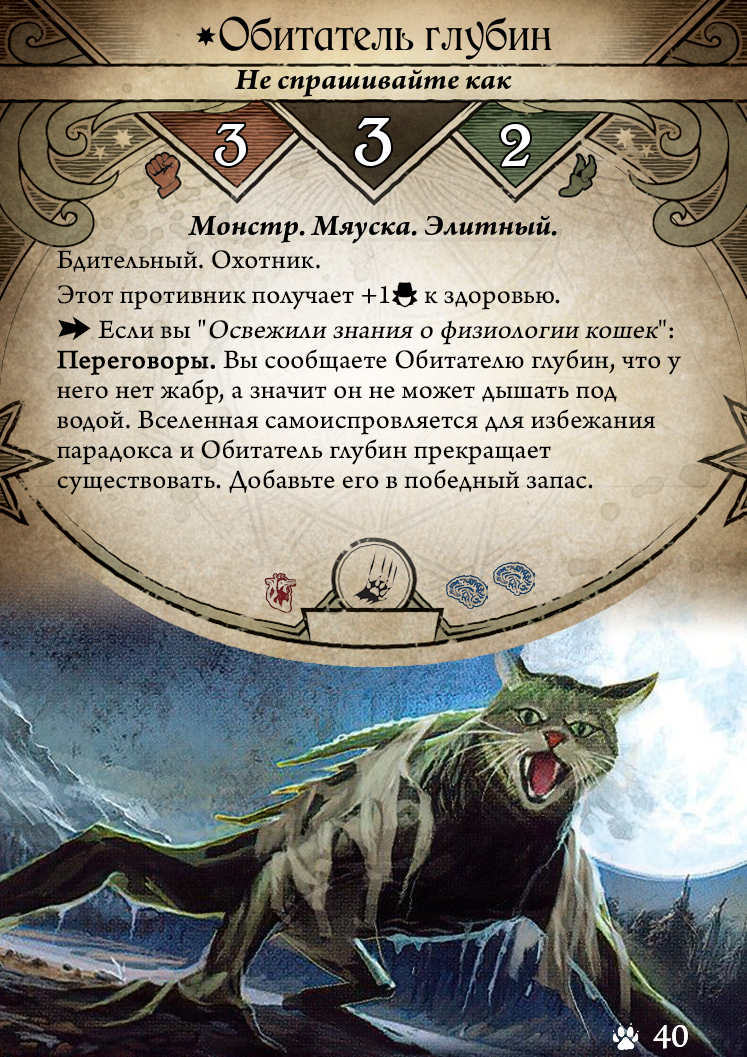 Обитатель глубин
Не спрашивайте как
3 3 2
Монстр. Мяуска. Элитный.
Бдительный. Охотник.
Этот противник получает +1 к здоровью.
Если вы "Освежили знания о физиологии кошек":
Переговоры. Вы сообщаете Обитателю глубин, что у
него нет жабр, а значит он не может дышать под
водой. Вселенная самоиспровляется для избежания
парадокса и Обитатель глубин прекращает
существовать. Добавьте его в победный запас.
40